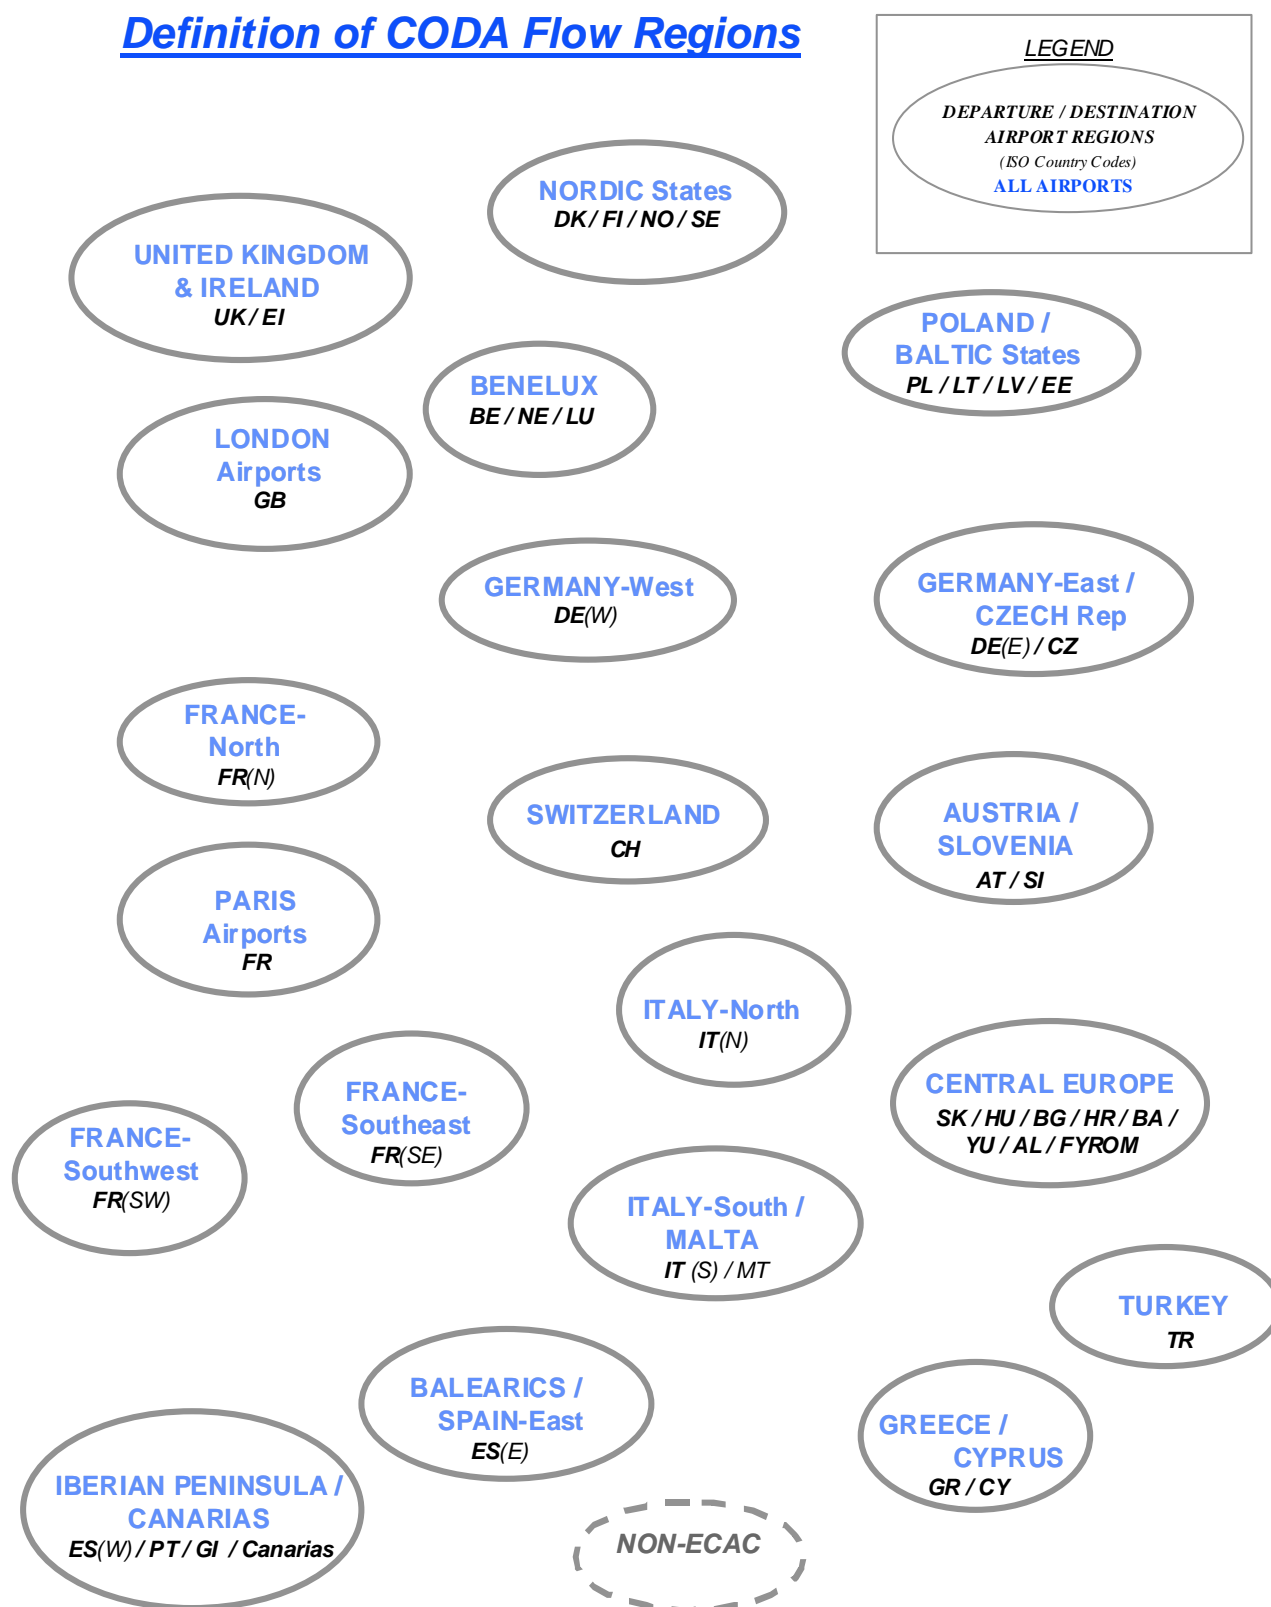 Definition of CODA Flow Regions
LEGEND
DEPARTURE / DESTINATION
AIRPORT REGIONS
(ISO Country Codes)
ALL AIRPORTS
NORDIC States
DK / FI / NO / SE
UNITED KINGDOM
& IRELAND
UK / EI
POLAND /
BALTIC States
PL / LT / LV / EE
BENELUX
BE / NE / LU
LONDON
Airports
GB
GERMANY-West
DE(W)
GERMANY-East /
CZECH Rep
DE(E) / CZ
FRANCE-
North
FR(N)
SWITZERLAND
CH
AUSTRIA /
SLOVENIA
AT / SI
PARIS
Airports
FR
ITALY-North
IT(N)
CENTRAL EUROPE
SK / HU / BG / HR / BA /
YU / AL / FYROM
FRANCE-
Southeast
FR(SE)
FRANCE-
Southwest
FR(SW)
ITALY-South /
MALTA
IT (S) / MT
TURKEY
TR
BALEARICS /
SPAIN-East
ES(E)
GREECE /
CYPRUS
GR / CY
IBERIAN PENINSULA /
CANARIAS
ES(W) / PT / GI / Canarias
NON-ECAC